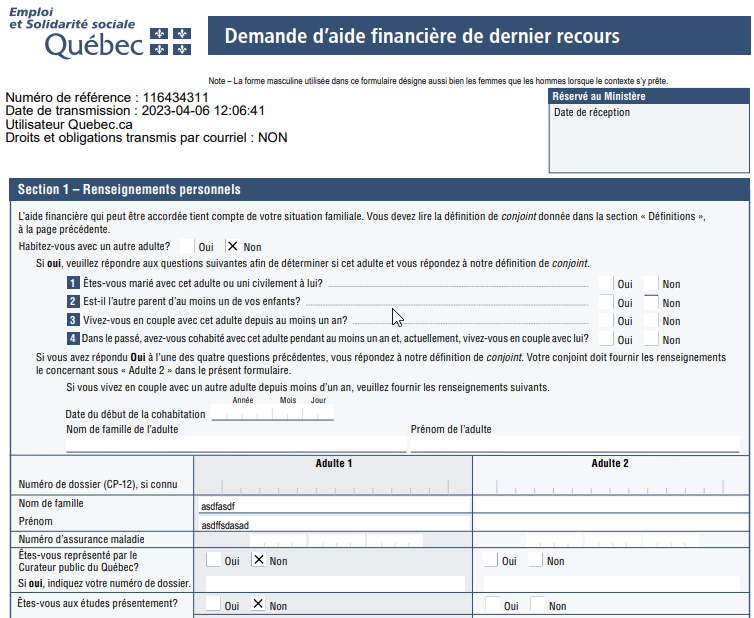 Emploi
et Solidarité sociale
Québec
Demande d'aide financière de dernier recours
Note – La forme masculine utilisée dans ce formulaire désigne aussi bien les femmes que les hommes lorsque le contexte s'y prête.
Numéro de référence : 116434311
Date de transmission : 2023-04-06 12:06:41
Utilisateur Quebec.ca
Droits et obligations transmis par courriel : NON
Réservé au Ministère
Date de réception
Section 1 – Renseignements personnels
L'aide financière qui peut être accordée tient compte de votre situation familiale. Vous devez lire la définition de conjoint donnée dans la section « Définitions »,
à la page précédente.
Habitez-vous avec un autre adulte? Oui X Non
Si oui, veuillez répondre aux questions suivantes afin de déterminer si cet adulte et vous répondez à notre définition de conjoint.
1 Êtes-vous marié avec cet adulte ou uni civilement à lui? Oui Non
2 Est-il l'autre parent d'au moins un de vos enfants? Oui Non
3 Vivez-vous en couple avec cet adulte depuis au moins un an? Oui Non
4 Dans le passé, avez-vous cohabité avec cet adulte pendant au moins un an et, actuellement, vivez-vous en couple avec lui? Oui Non
Si vous avez répondu Oui à l'une des quatre questions précédentes, vous répondez à notre définition de conjoint. Votre conjoint doit fournir les renseignements
le concernant sous « Adulte 2 » dans le présent formulaire.
Si vous vivez en couple avec un autre adulte depuis moins d'un an, veuillez fournir les renseignements suivants.
Année Mois Jour
Date du début de la cohabitation
Nom de famille de l'adulte Prénom de l'adulte
Adulte 1 Adulte 2
Numéro de dossier (CP-12), si connu
Nom de famille asdfasdf
Prénom asdffsdasad
Numéro d'assurance maladie
Êtes-vous représenté par le
Curateur public du Québec? Oui X Non Oui Non
Si oui, indiquez votre numéro de dossier.
Êtes-vous aux études présentement? Oui X Non Oui Non